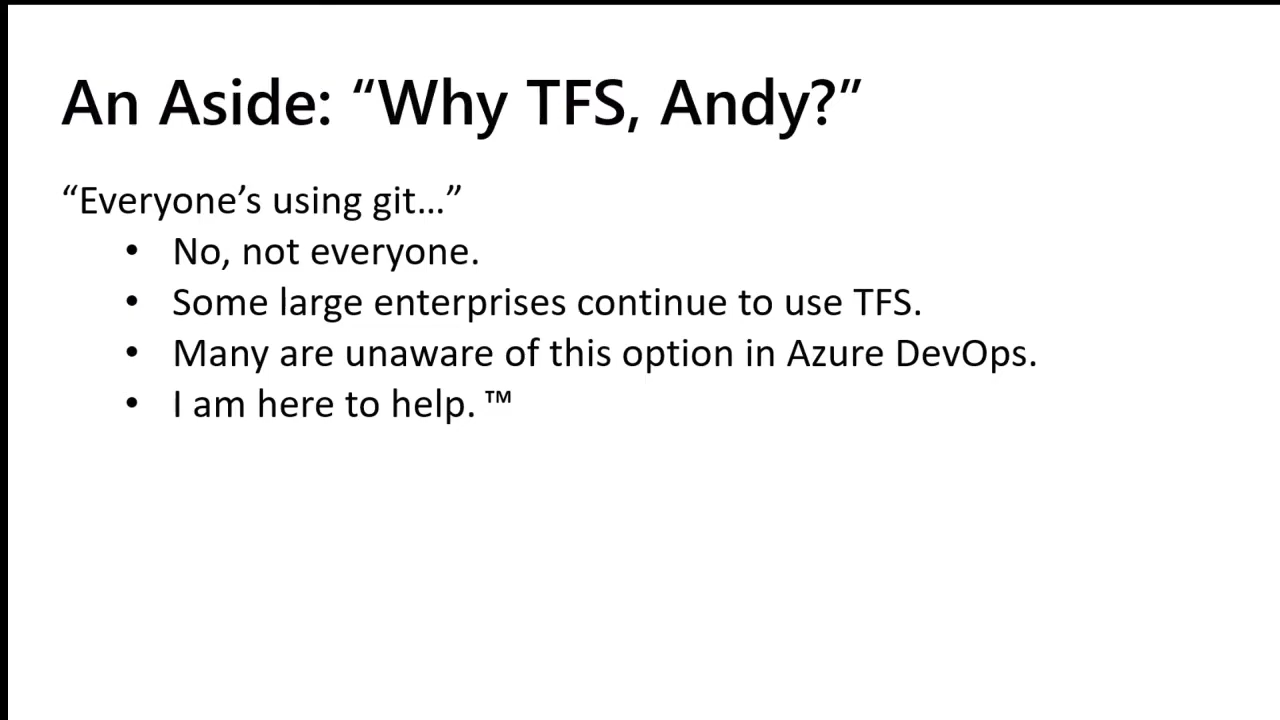 An Aside: “Why TFS, Andy?”
“Everyone’s using git…”
• No, not everyone.
• Some large enterprises continue to use TFS.
• Many are unaware of this option in Azure DevOps.
• I am here to help. ™